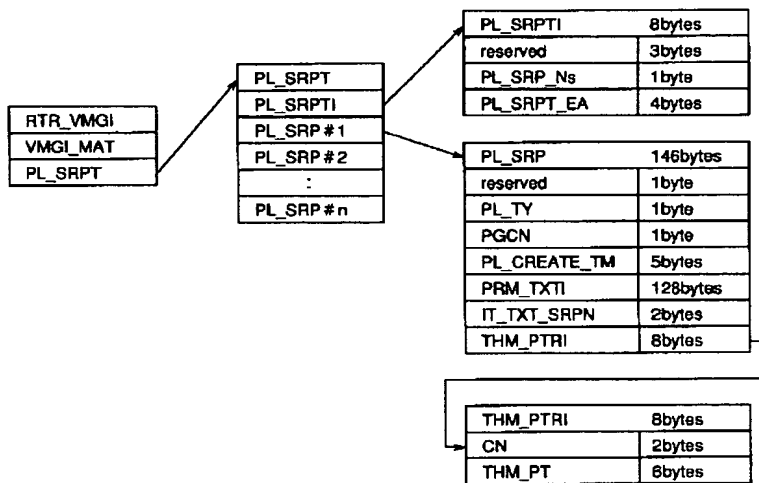 RTR_VMGI
VMGI_MAT
PL_SRPT
PL_SRPT
PL_SRPTI
PL_SRP#1
PL_SRP#2
:
PL_SRP#n
PL_SRPTI 8bytes
reserved 3bytes
PL_SRP_Ns 1byte
PL_SRPT_EA 4bytes
PL_SRP 146bytes
reserved 1byte
PL_TY 1byte
PGCN 1byte
PL_CREATE_TM 5bytes
PRM_TXTI 128bytes
IT_TXT_SRPN 2bytes
THM_PTRI 8bytes
THM_PTRI 8bytes
CN 2bytes
THM_PT 6bytes